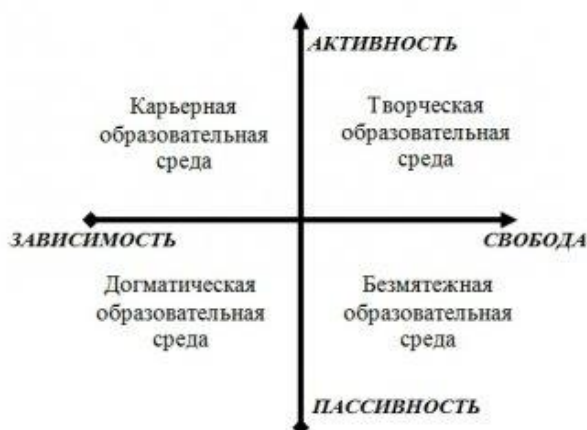 АКТИВНОСТЬ
Карьерная
образовательная
среда
Творческая
образовательная
среда
ЗАВИСИМОСТЬ
СВОБОДА
Догматическая
образовательная
среда
Безмятежная
образовательная
среда
ПАССИВНОСТЬ